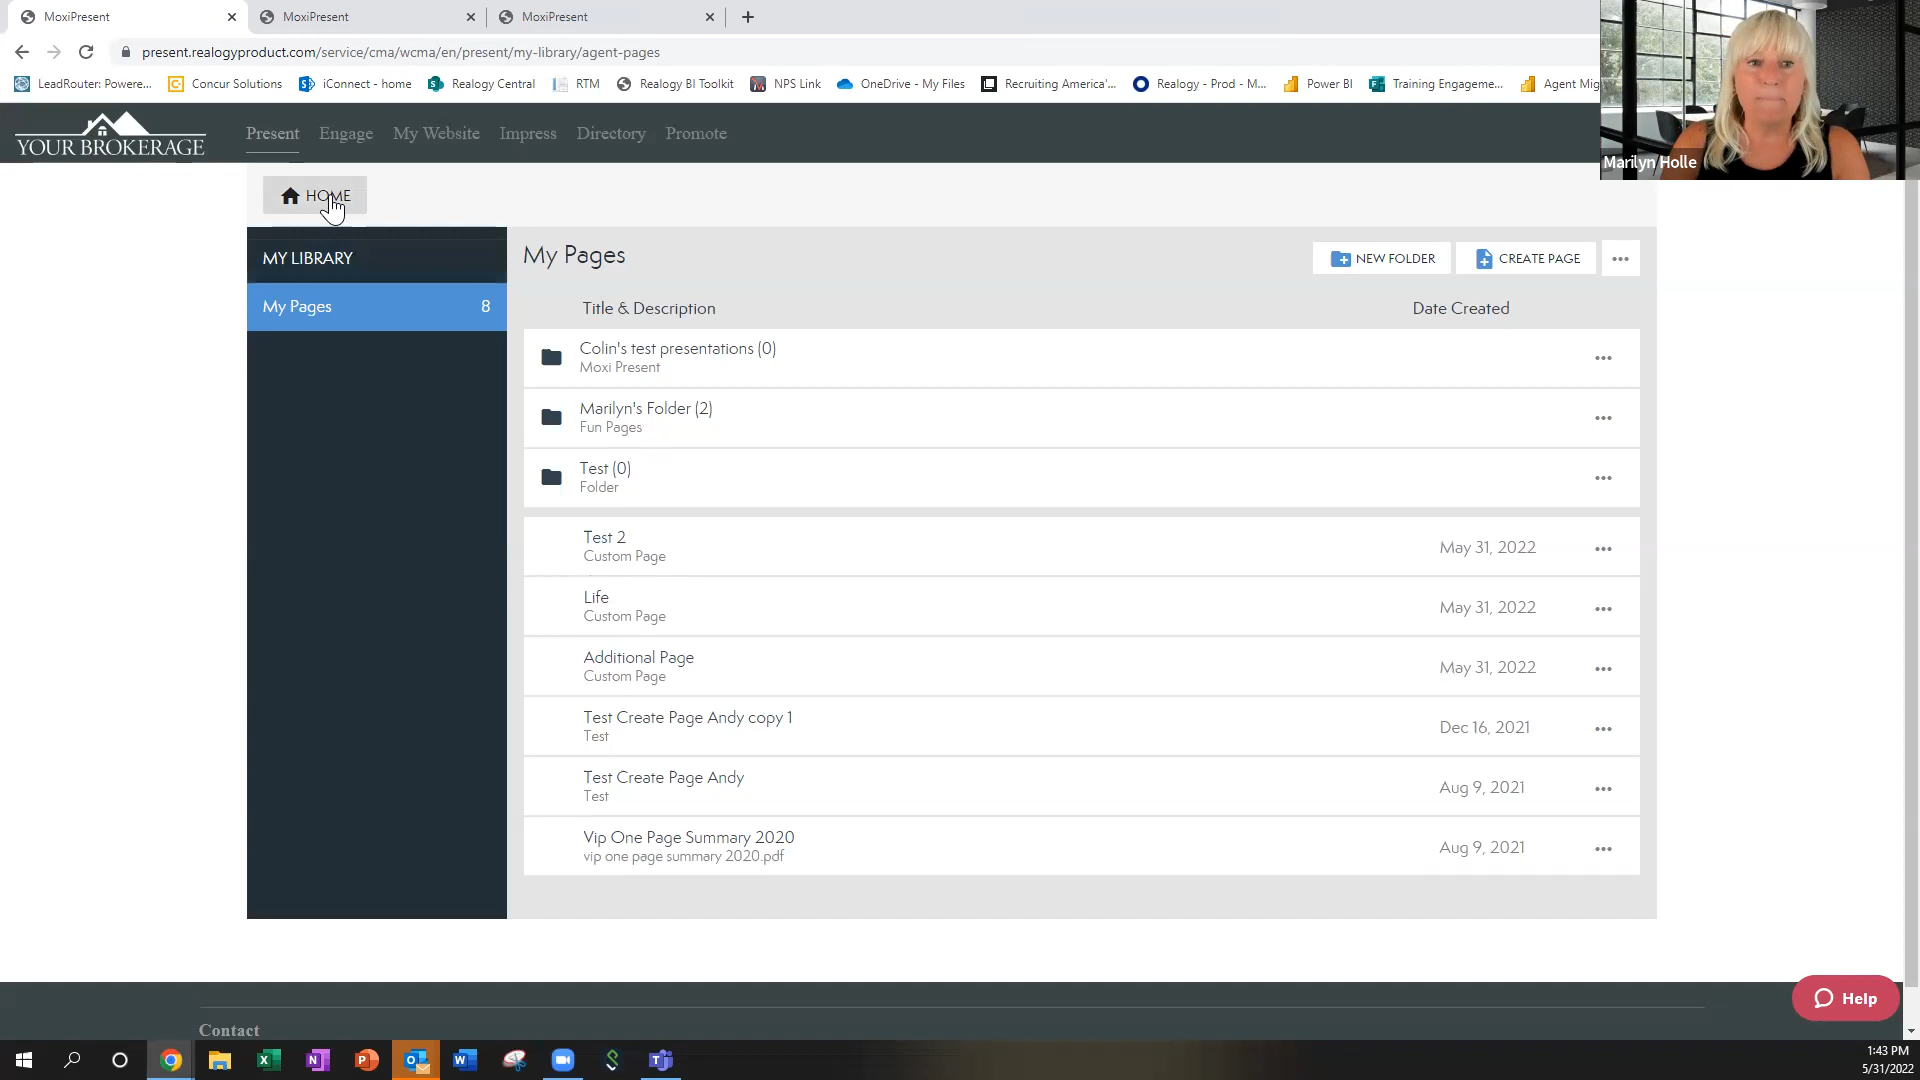 MoxiPresent
MoxiPresent
MoxiPresent
present.realogyproduct.com/service/cma/wcma/en/present/my-library/agent-pages
LeadRouter: Powere...
Concur Solutions
iConnect - home
Realogy Central
RTM
Realogy BI Toolkit
NPS Link
OneDrive - My Files
Recruiting America'...
Realogy - Prod - M...
Power BI
Training Engageme...
Agent Mig
YOUR BROKERAGE
Present
Engage
My Website
Impress
Directory
Promote
Marilyn Holle
HOME
MY LIBRARY
My Pages 8
My Pages
NEW FOLDER
CREATE PAGE
Title & Description
Date Created
Colin's test presentations (0)
Moxi Present
Marilyn's Folder (2)
Fun Pages
Test (0)
Folder
Test 2
Custom Page
May 31, 2022
Life
Custom Page
May 31, 2022
Additional Page
Custom Page
May 31, 2022
Test Create Page Andy copy 1
Test
Dec 16, 2021
Test Create Page Andy
Test
Aug 9, 2021
Vip One Page Summary 2020
vip one page summary 2020.pdf
Aug 9, 2021
Help
Contact
1:43 PM
5/31/2022